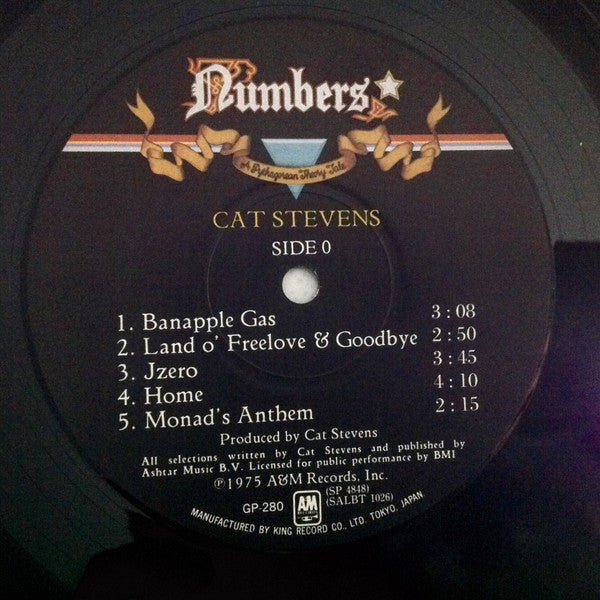 Numbers
A Pythagorean Theory Tale
CAT STEVENS
SIDE 0
1. Banapple Gas 3:08
2. Land o' Freelove & Goodbye 2:50
3. Jzero 3:45
4. Home 4:10
5. Monad's Anthem 2:15
Produced by Cat Stevens
All selections written by Cat Stevens and published by
Ashtar Music B.V. Licensed for public performance by BMI
℗1975 A&M Records, Inc.
GP-280 AM (SP 4848)
(SALBT 1026)
MANUFACTURED BY KING RECORD CO., LTD. TOKYO, JAPAN